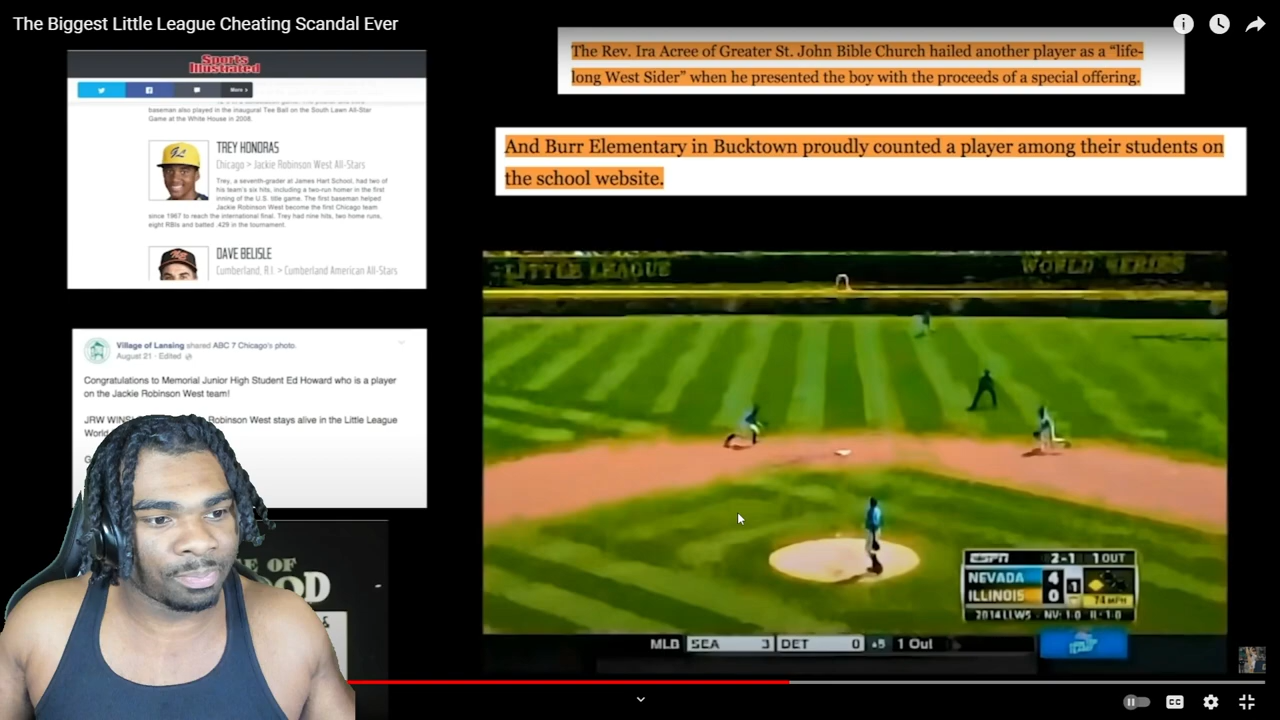 The Biggest Little League Cheating Scandal Ever
Sports
Illustrated
More >
baseman also played in the inaugural Tee Ball on the South Lawn All-Star
Game at the White House in 2008.
TREY HONDRAS
Chicago > Jackie Robinson West All-Stars
Trey, a seventh-grader at James Hart School, had two of
his team's six hits, including a two-run homer in the first
inning of the U.S. title game. The first baseman helped
Jackie Robinson West become the first Chicago team
since 1967 to reach the international final. Trey had nine hits, two home runs,
eight RBIs and batted .429 in the tournament.
DAVE BELISLE
Cumberland, R.I. > Cumberland American All-Stars
The Rev. Ira Acree of Greater St. John Bible Church hailed another player as a “life-
long West Sider” when he presented the boy with the proceeds of a special offering.
And Burr Elementary in Bucktown proudly counted a player among their students on
the school website.
Village of Lansing shared ABC 7 Chicago's photo.
August 21 · Edited
Congratulations to Memorial Junior High Student Ed Howard who is a player
on the Jackie Robinson West team!
JRW WINS! Robinson West stays alive in the Little League
World
LITTLE LEAGUE
WORLD SERIES
ESPN 2-1 1 OUT
NEVADA 4
ILLINOIS 0
1
74 MPH
2014 LLWS NV: 1-0 IL: 1-0
MLB SEA 3 DET 0 5 1 Out
OF
CC